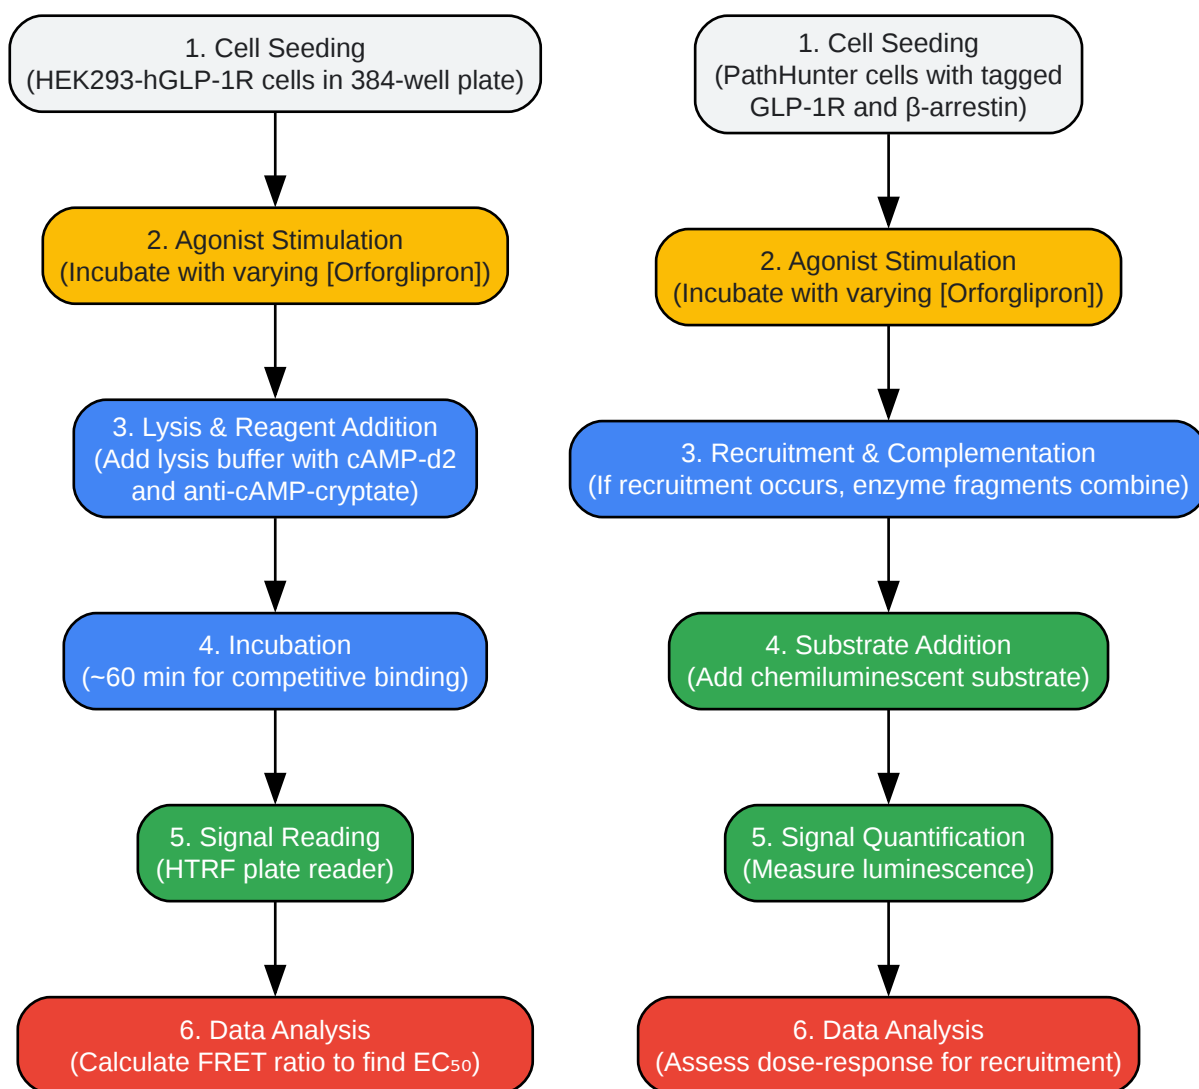 1. Cell Seeding
(HEK293-hGLP-1R cells in 384-well plate)
2. Agonist Stimulation
(Incubate with varying [Orforglipron])
3. Lysis & Reagent Addition
(Add lysis buffer with cAMP-d2
and anti-cAMP-cryptate)
4. Incubation
(~60 min for competitive binding)
5. Signal Reading
(HTRF plate reader)
6. Data Analysis
(Calculate FRET ratio to find EC₅₀)
1. Cell Seeding
(PathHunter cells with tagged
GLP-1R and β-arrestin)
2. Agonist Stimulation
(Incubate with varying [Orforglipron])
3. Recruitment & Complementation
(If recruitment occurs, enzyme fragments combine)
4. Substrate Addition
(Add chemiluminescent substrate)
5. Signal Quantification
(Measure luminescence)
6. Data Analysis
(Assess dose-response for recruitment)